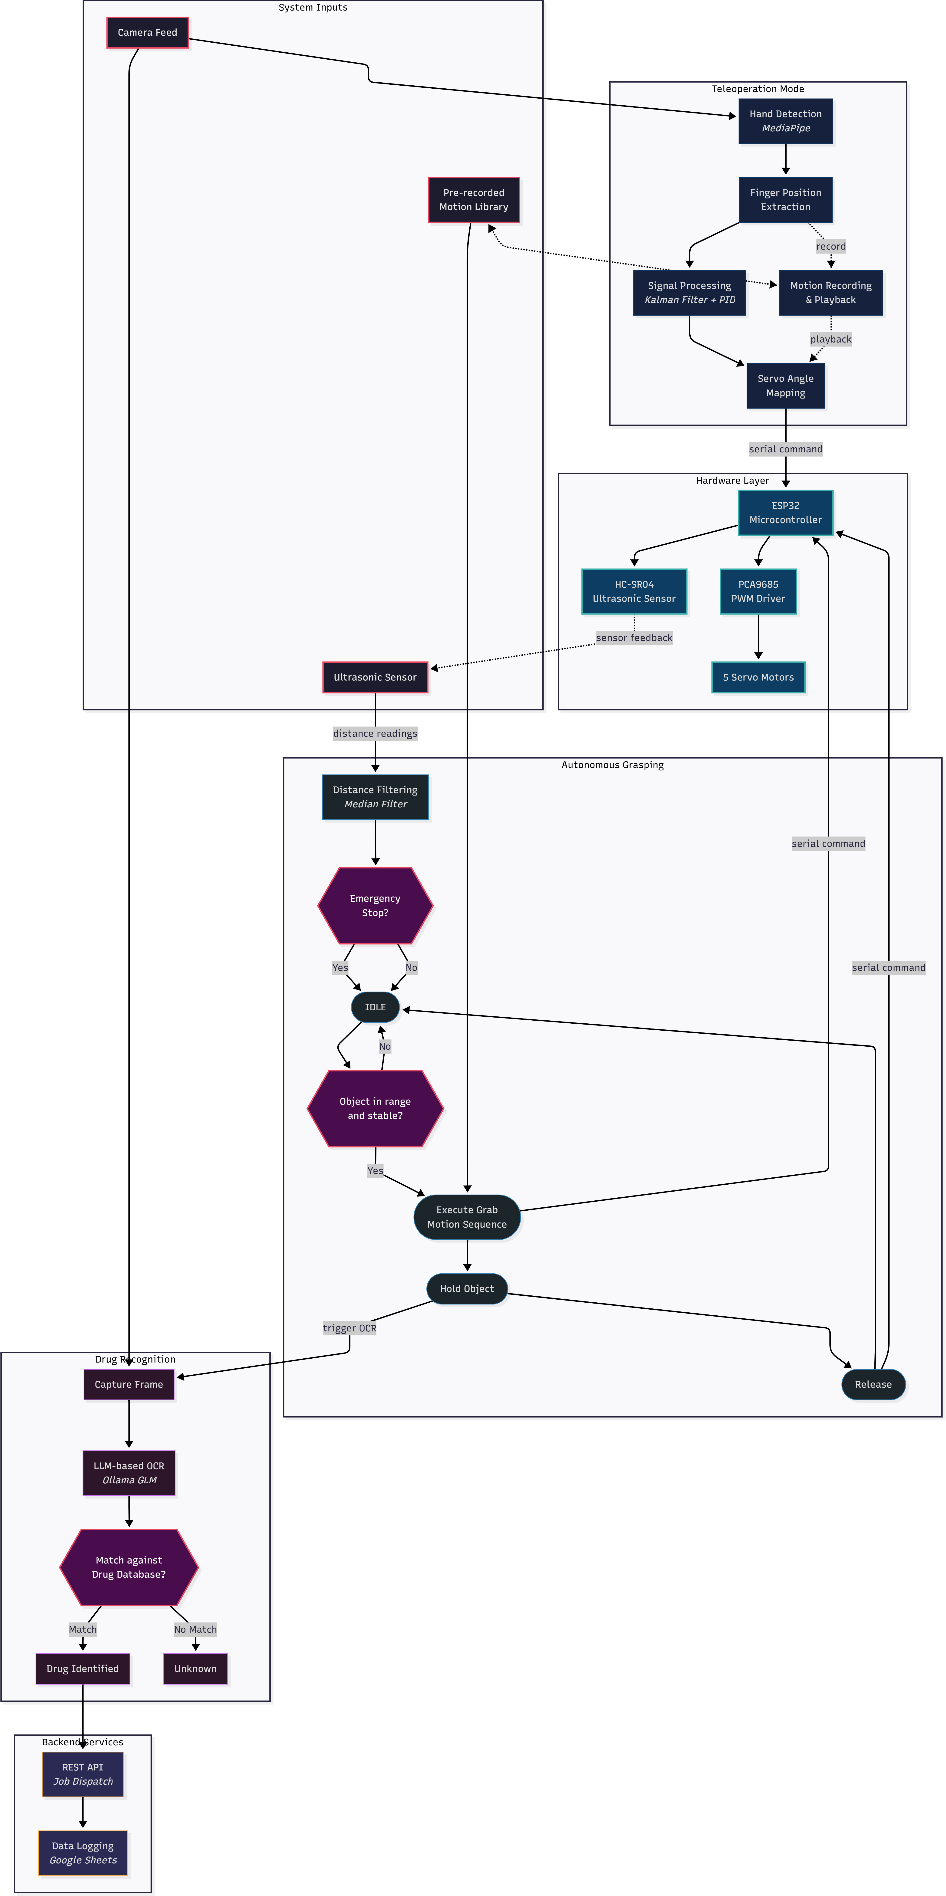 System Inputs
Camera Feed
Teleoperation Mode
Hand Detection
MediaPipe
Pre-recorded
Motion Library
Finger Position
Extraction
record
Signal Processing
Kalman Filter + PID
Motion Recording
& Playback
playback
Servo Angle
Mapping
serial command
Hardware Layer
ESP32
Microcontroller
HC-SR04
Ultrasonic Sensor
PCA9685
PWM Driver
sensor feedback
Ultrasonic Sensor
5 Servo Motors
distance readings
Autonomous Grasping
Distance Filtering
Median Filter
serial command
Emergency
Stop?
Yes
No
serial command
IDLE
No
Object in range
and stable?
Yes
Execute Grab
Motion Sequence
Hold Object
trigger OCR
Drug Recognition
Capture Frame
Release
LLM-based OCR
Ollama GLM
Match against
Drug Database?
Match
No Match
Drug Identified
Unknown
Backend Services
REST API
Job Dispatch
Data Logging
Google Sheets